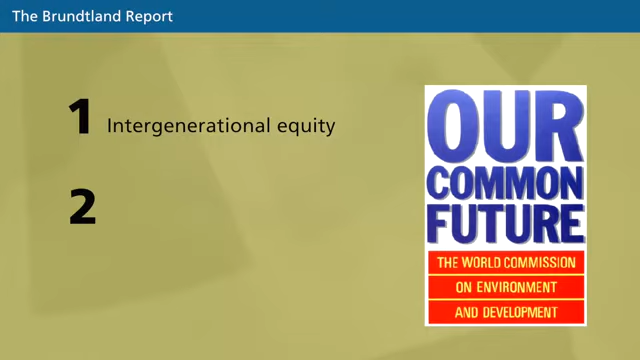 The Brundtland Report
1 Intergenerational equity
2
OUR
COMMON
FUTURE
THE WORLD COMMISSION
ON ENVIRONMENT
AND DEVELOPMENT